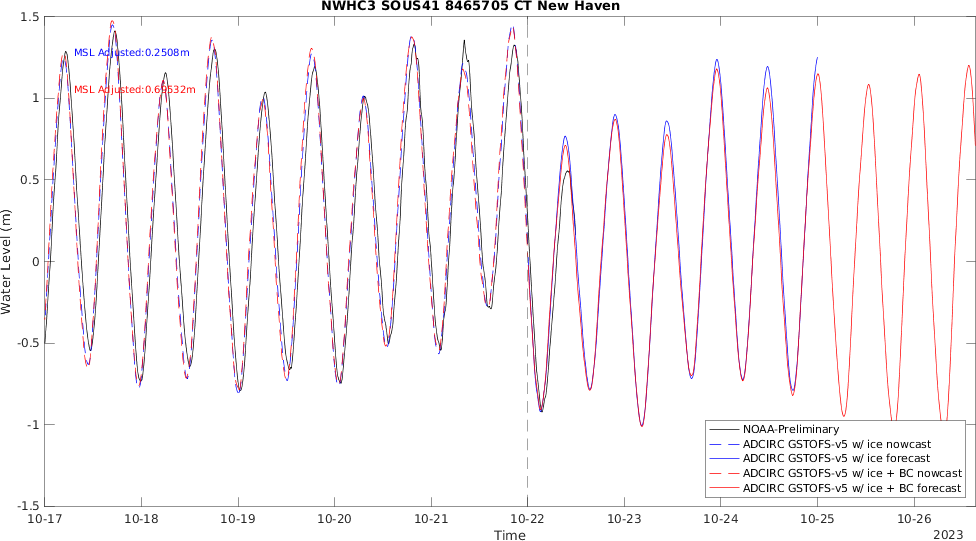 NWHC3 SOUS41 8465705 CT New Haven
1.5
1
0.5
0
-0.5
-1
-1.5
Water Level (m)
MSL Adjusted:0.2508m
MSL Adjusted:0.69532m
NOAA-Preliminary
ADCIRC GSTOFS-v5 w/ ice nowcast
ADCIRC GSTOFS-v5 w/ ice forecast
ADCIRC GSTOFS-v5 w/ ice + BC nowcast
ADCIRC GSTOFS-v5 w/ ice + BC forecast
10-17 10-18 10-19 10-20 10-21 10-22 10-23 10-24 10-25 10-26
Time
2023